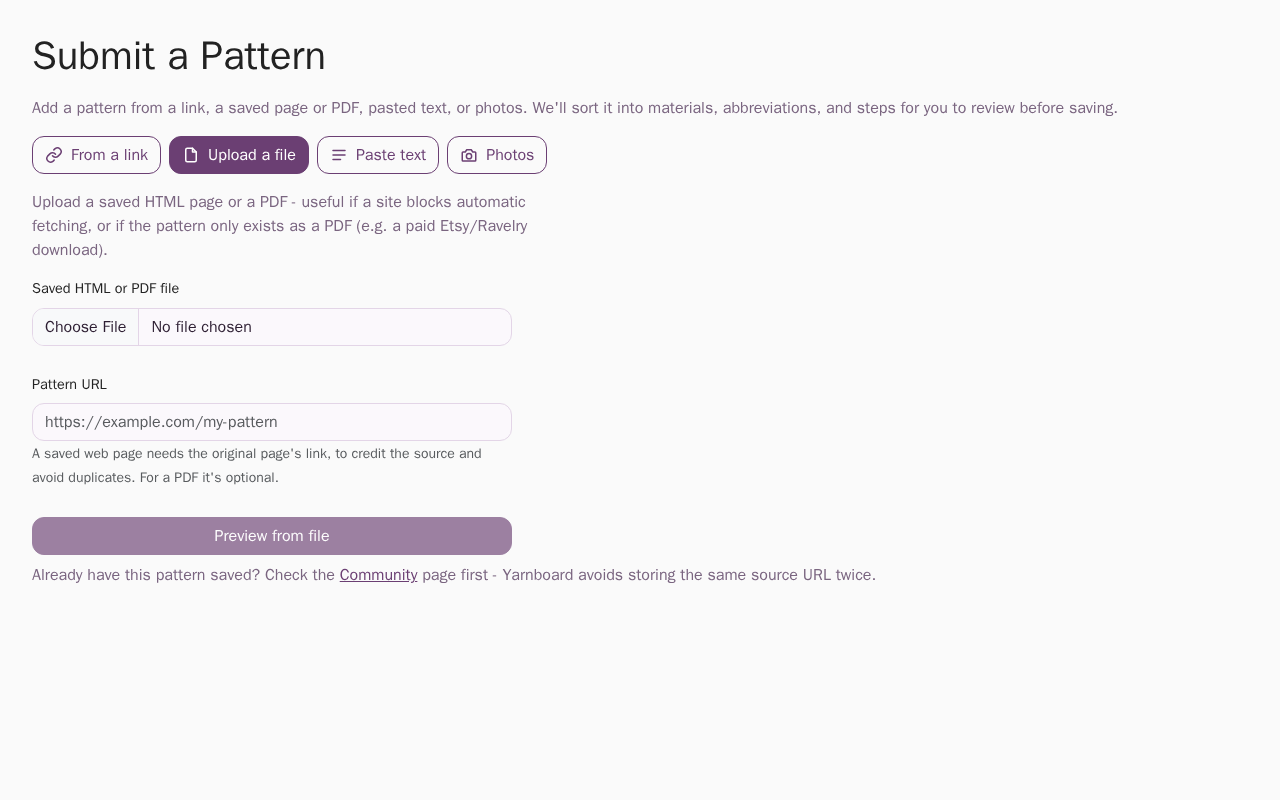 Submit a Pattern
Add a pattern from a link, a saved page or PDF, pasted text, or photos. We'll sort it into materials, abbreviations, and steps for you to review before saving.
From a link
Upload a file
Paste text
Photos
Upload a saved HTML page or a PDF - useful if a site blocks automatic
fetching, or if the pattern only exists as a PDF (e.g. a paid Etsy/Ravelry
download).
Saved HTML or PDF file
Choose File
No file chosen
Pattern URL
https://example.com/my-pattern
A saved web page needs the original page's link, to credit the source and
avoid duplicates. For a PDF it's optional.
Preview from file
Already have this pattern saved? Check the Community page first - Yarnboard avoids storing the same source URL twice.